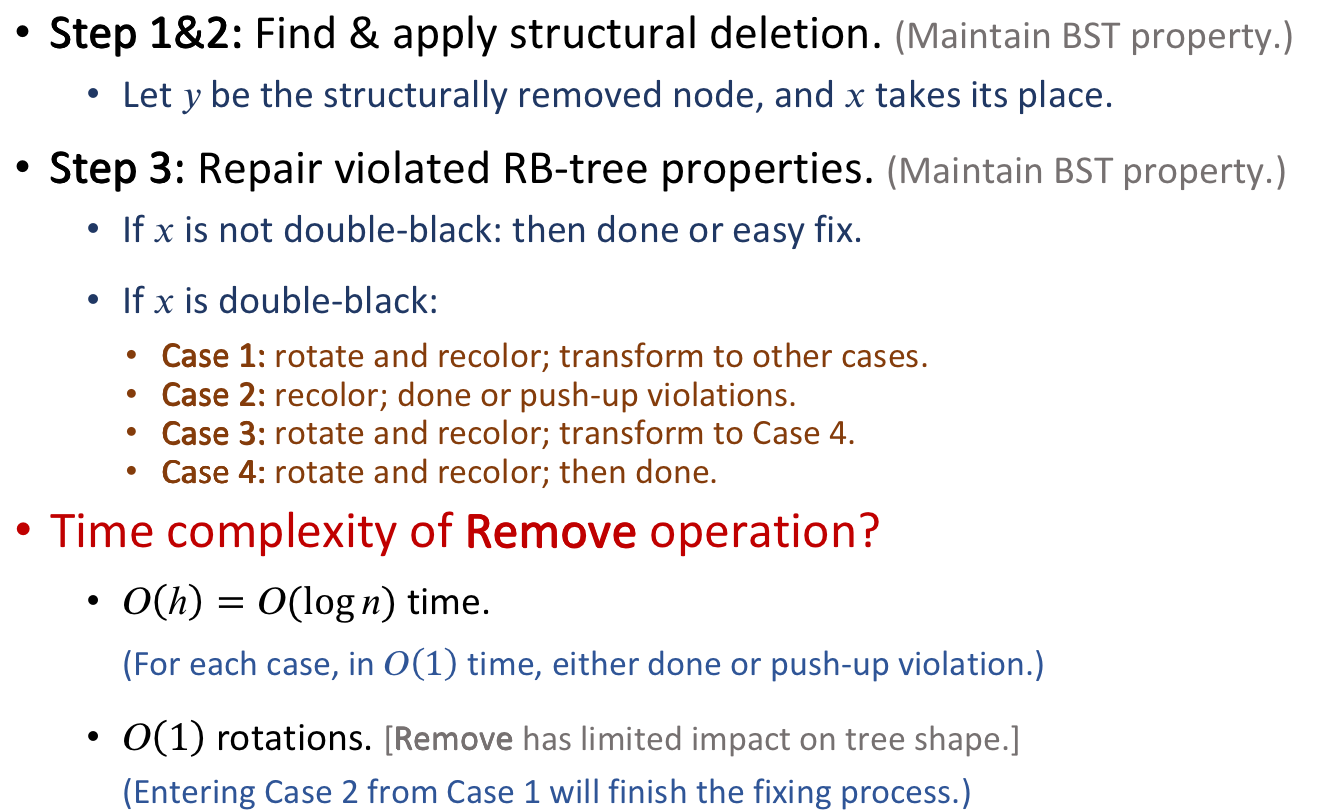 • Step 1&2: Find & apply structural deletion. (Maintain BST property.)
• Let y be the structurally removed node, and x takes its place.
• Step 3: Repair violated RB-tree properties. (Maintain BST property.)
• If x is not double-black: then done or easy fix.
• If x is double-black:
• Case 1: rotate and recolor; transform to other cases.
• Case 2: recolor; done or push-up violations.
• Case 3: rotate and recolor; transform to Case 4.
• Case 4: rotate and recolor; then done.
• Time complexity of Remove operation?
• O(h) = O(log n) time.
(For each case, in O(1) time, either done or push-up violation.)
• O(1) rotations. [Remove has limited impact on tree shape.]
(Entering Case 2 from Case 1 will finish the fixing process.)